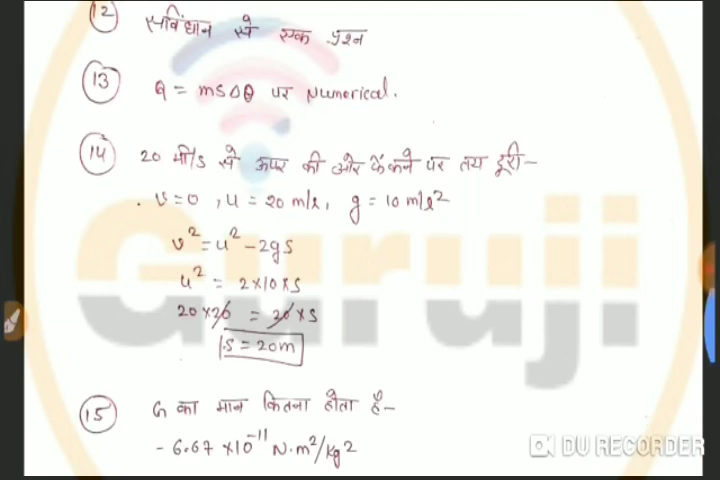 (12) संविधान से एक प्रश्न
(13) Q = msΔθ पर Numerical.
(14) 20 मी/s से ऊपर की ओर फेंकने पर तय दूरी-
v=0, u = 20 m/s, g = 10 m/s²
v² = u² - 2gs
u² = 2×10×s
20×20 = 20×s
s = 20m
(15) G का मान कितना होता है-
- 6.67 ×10⁻¹¹ N.m²/kg²
Guruji
DU RECORDER